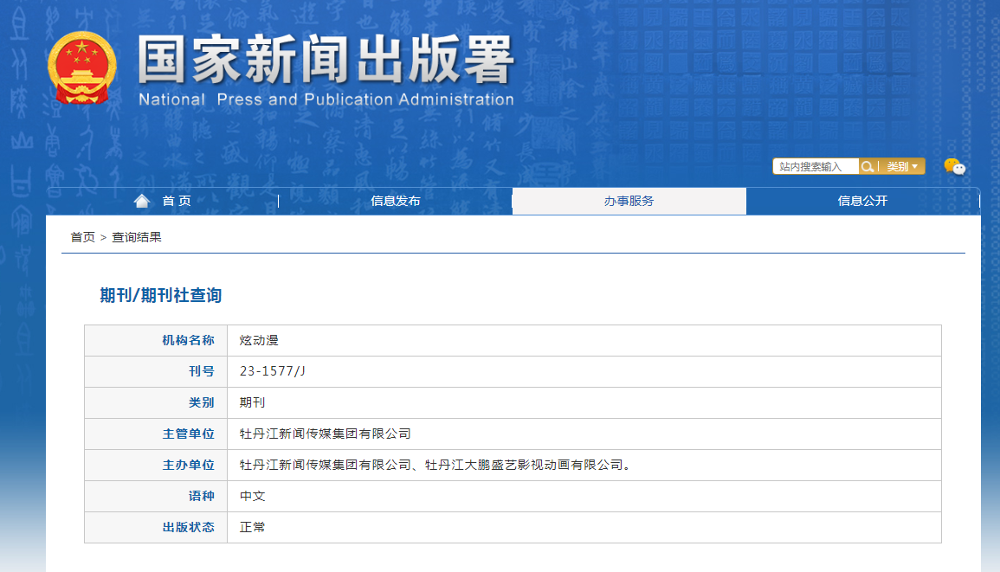 国家新闻出版署
National Press and Publication Administration
站内搜索输入 类别
首页 信息发布 办事服务 信息公开
首页 > 查询结果
期刊/期刊社查询
机构名称 炫动漫
刊号 23-1577/J
类别 期刊
主管单位 牡丹江新闻传媒集团有限公司
主办单位 牡丹江新闻传媒集团有限公司、牡丹江大鹏盛艺影视动画有限公司。
语种 中文
出版状态 正常